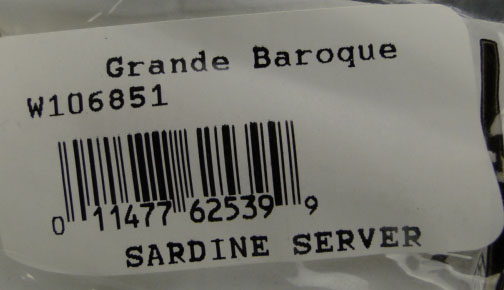 Grande Baroque
W106851
0 11477 62539 9
SARDINE SERVER